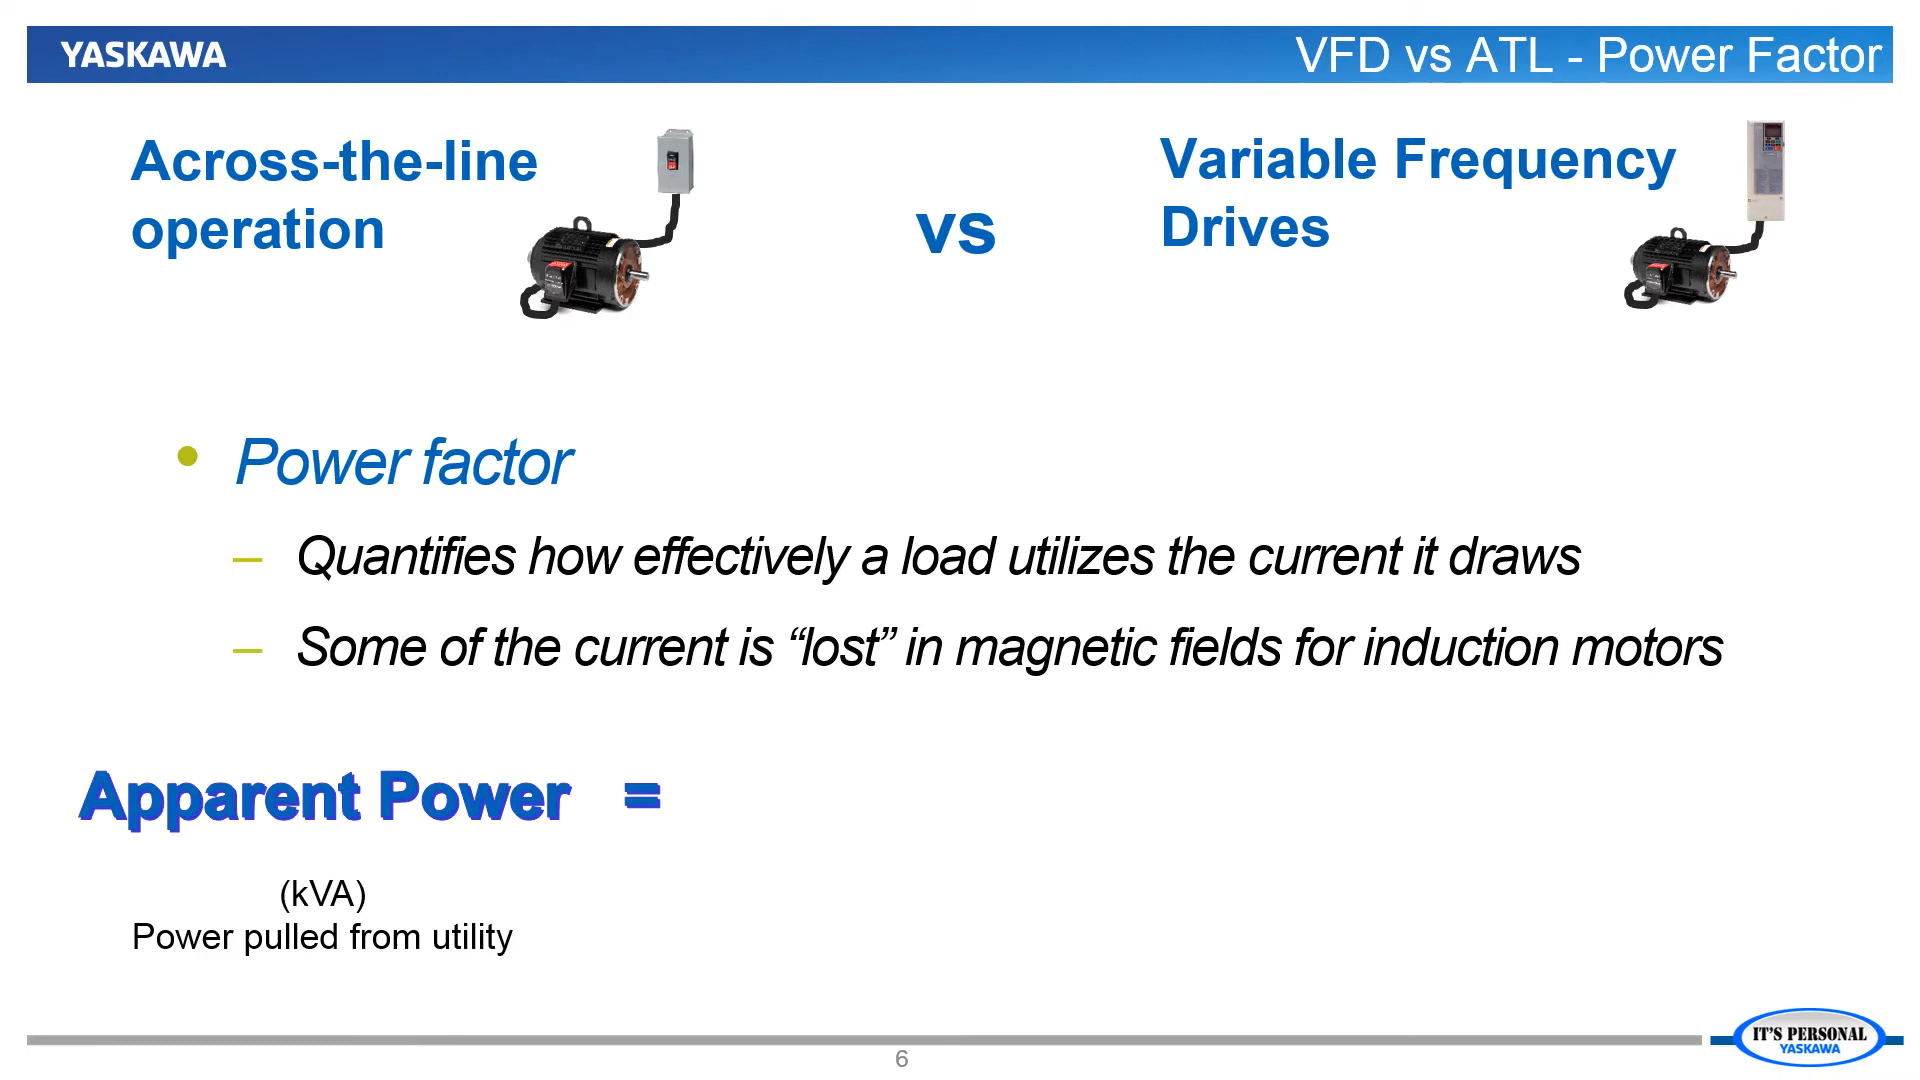 YASKAWA
VFD vs ATL - Power Factor
Across-the-line
operation
vs
Variable Frequency
Drives
• Power factor
– Quantifies how effectively a load utilizes the current it draws
– Some of the current is “lost” in magnetic fields for induction motors
Apparent Power =
(kVA)
Power pulled from utility
6
IT'S PERSONAL
YASKAWA